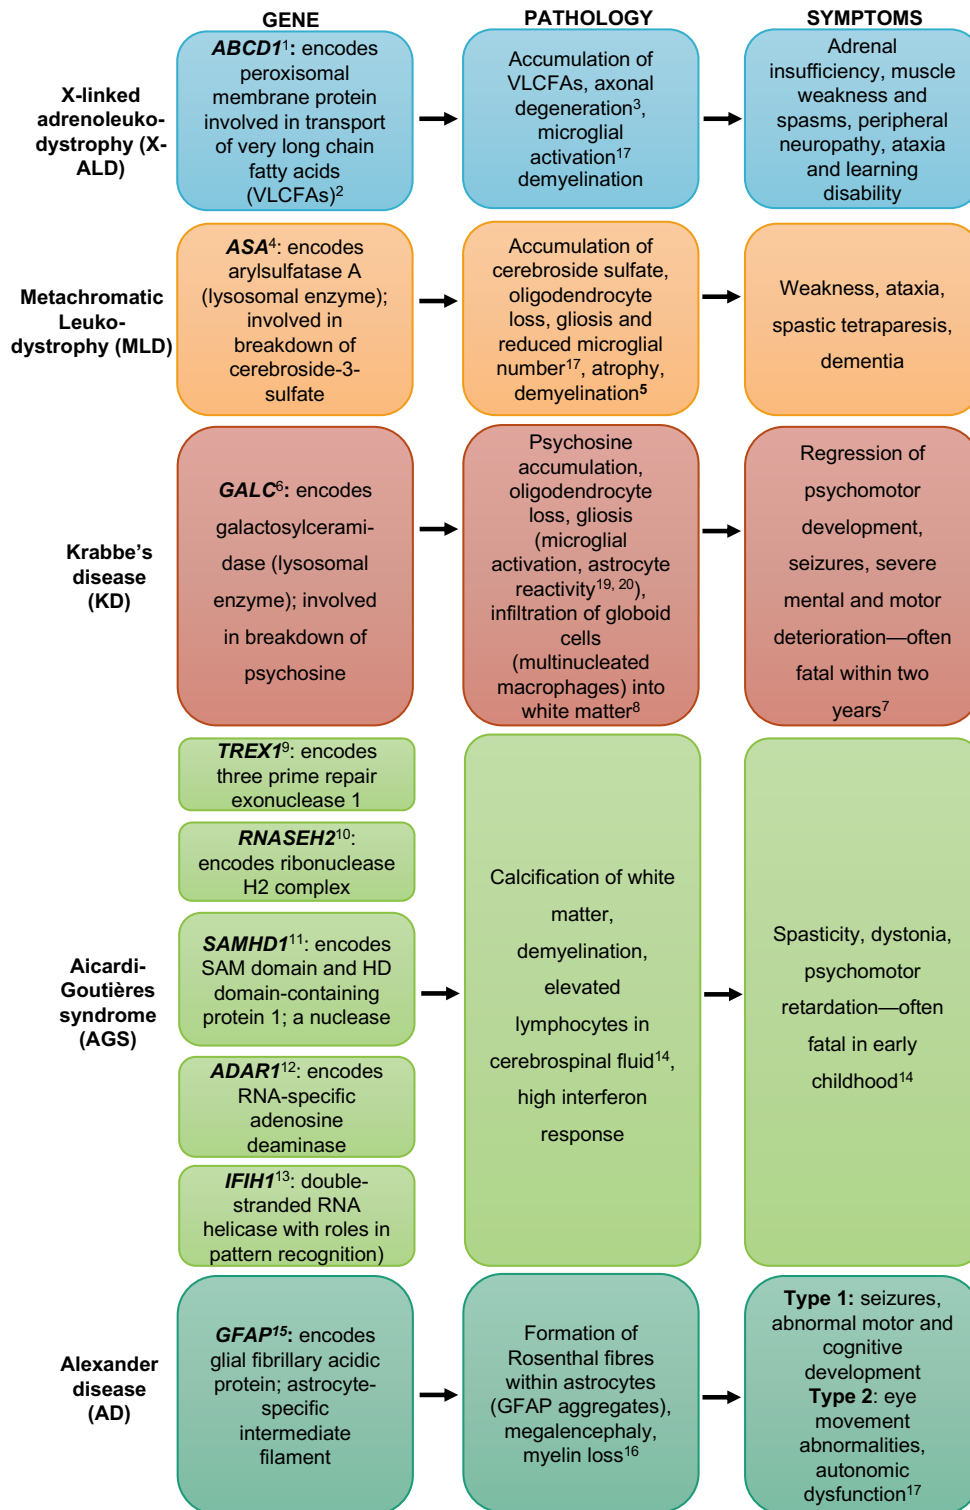 GENE
PATHOLOGY
SYMPTOMS
X-linked
adrenoleuko-
dystrophy (X-
ALD)
ABCD1¹: encodes
peroxisomal
membrane protein
involved in transport
of very long chain
fatty acids
(VLCFAs)²
Accumulation of
VLCFAs, axonal
degeneration³,
microglial
activation¹⁷
demyelination
Adrenal
insufficiency, muscle
weakness and
spasms, peripheral
neuropathy, ataxia
and learning
disability
Metachromatic
Leuko-
dystrophy (MLD)
ASA⁴: encodes
arylsulfatase A
(lysosomal enzyme);
involved in
breakdown of
cerebroside-3-
sulfate
Accumulation of
cerebroside sulfate,
oligodendrocyte
loss, gliosis and
reduced microglial
number¹⁷, atrophy,
demyelination⁵
Weakness, ataxia,
spastic tetraparesis,
dementia
Krabbe’s
disease
(KD)
GALC⁶: encodes
galactosylcerami-
dase (lysosomal
enzyme); involved
in breakdown of
psychosine
Psychosine
accumulation,
oligodendrocyte
loss, gliosis
(microglial
activation, astrocyte
reactivity¹⁹, ²⁰),
infiltration of globoid
cells
(multinucleated
macrophages) into
white matter⁸
Regression of
psychomotor
development,
seizures, severe
mental and motor
deterioration—often
fatal within two
years⁷
Aicardi-
Goutières
syndrome
(AGS)
TREX1⁹: encodes
three prime repair
exonuclease 1
RNASEH2¹⁰:
encodes ribonuclease
H2 complex
SAMHD1¹¹: encodes
SAM domain and HD
domain-containing
protein 1; a nuclease
ADAR1¹²: encodes
RNA-specific
adenosine
deaminase
IFIH1¹³: double-
stranded RNA
helicase with roles in
pattern recognition)
Calcification of white
matter,
demyelination,
elevated
lymphocytes in
cerebrospinal fluid¹⁴,
high interferon
response
Spasticity, dystonia,
psychomotor
retardation—often
fatal in early
childhood¹⁴
Alexander
disease
(AD)
GFAP¹⁵: encodes
glial fibrillary acidic
protein; astrocyte-
specific
intermediate
filament
Formation of
Rosenthal fibres
within astrocytes
(GFAP aggregates),
megalencephaly,
myelin loss¹⁶
Type 1: seizures,
abnormal motor and
cognitive
development
Type 2: eye
movement
abnormalities,
autonomic
dysfunction¹⁷